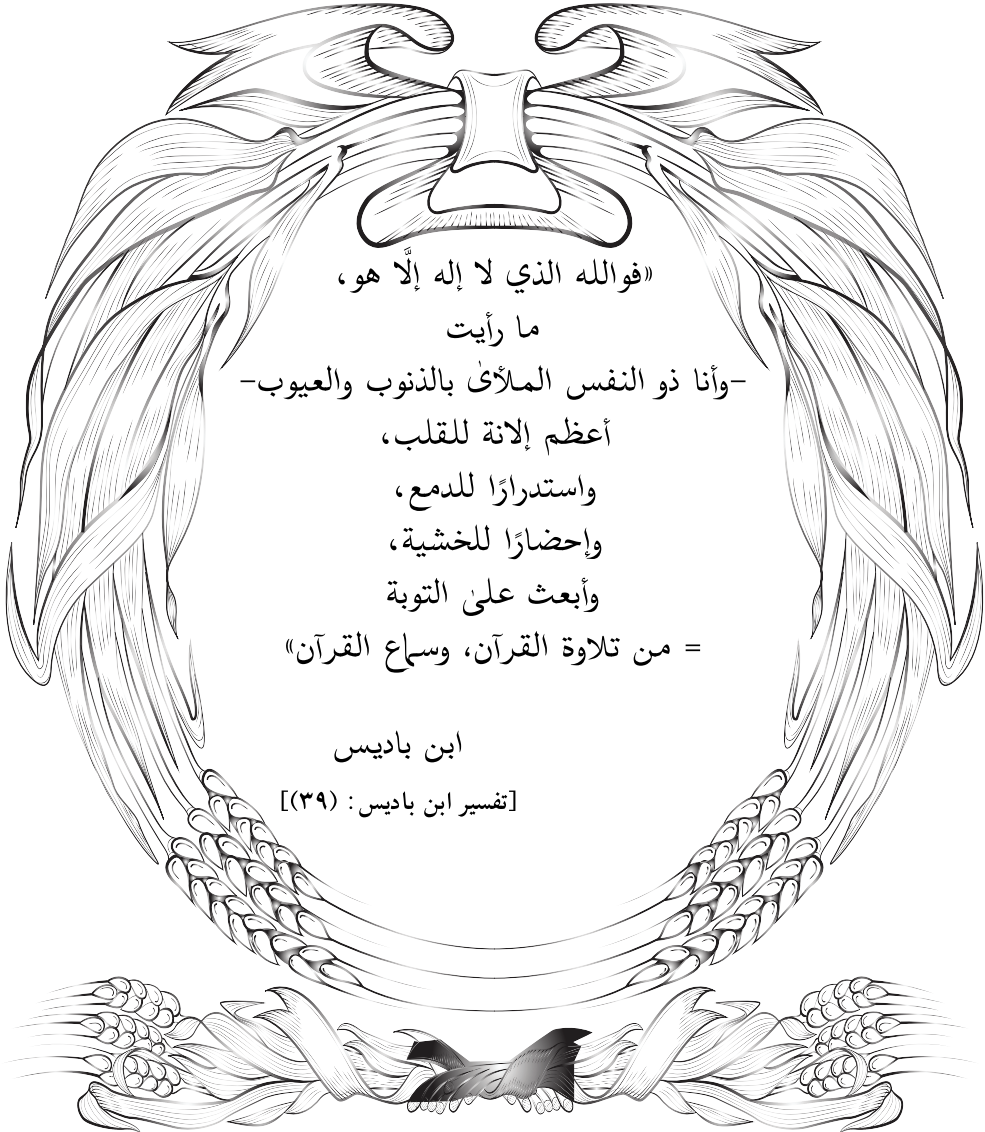 «فوالله الذي لا إله إلَّا هو،
ما رأيت
-وأنا ذو النفس الملأىٰ بالذنوب والعيوب-
أعظم إلانة للقلب،
واستدرارًا للدمع،
وإحضارًا للخشية،
وأبعث علىٰ التوبة
= من تلاوة القرآن، وسماع القرآن»
ابن باديس
[تفسير ابن باديس: (٣٩)]